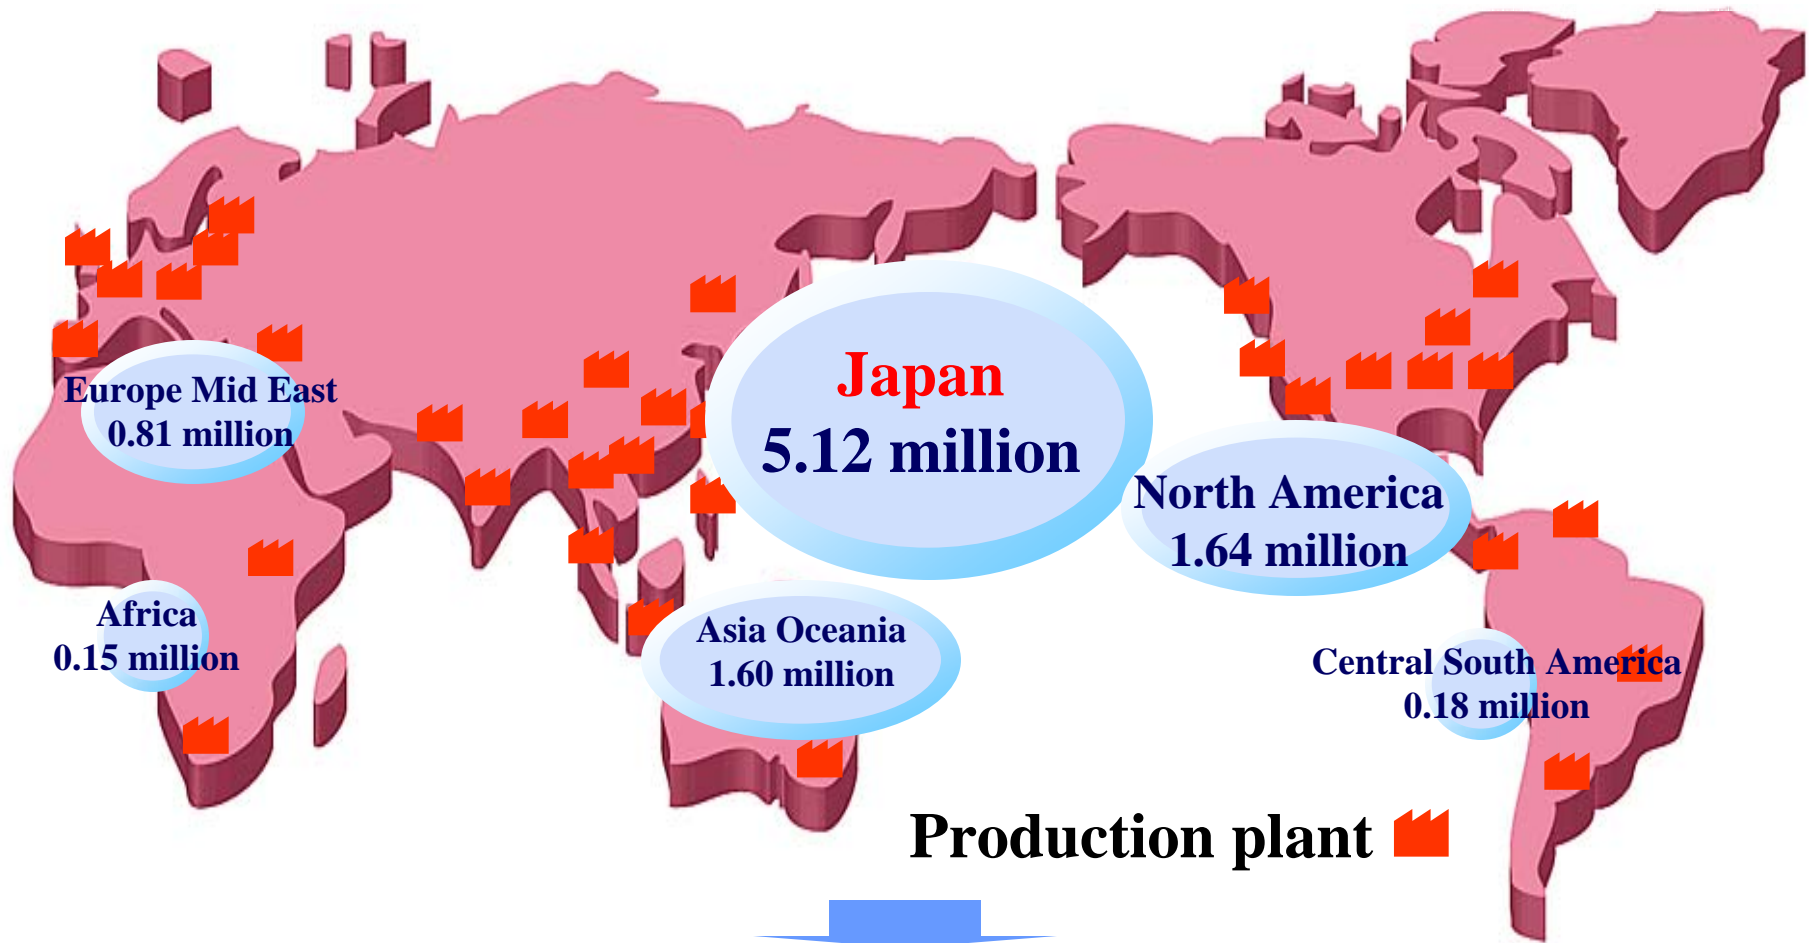 Japan
5.12 million
Europe Mid East
0.81 million
North America
1.64 million
Africa
0.15 million
Asia Oceania
1.60 million
Central South America
0.18 million
Production plant